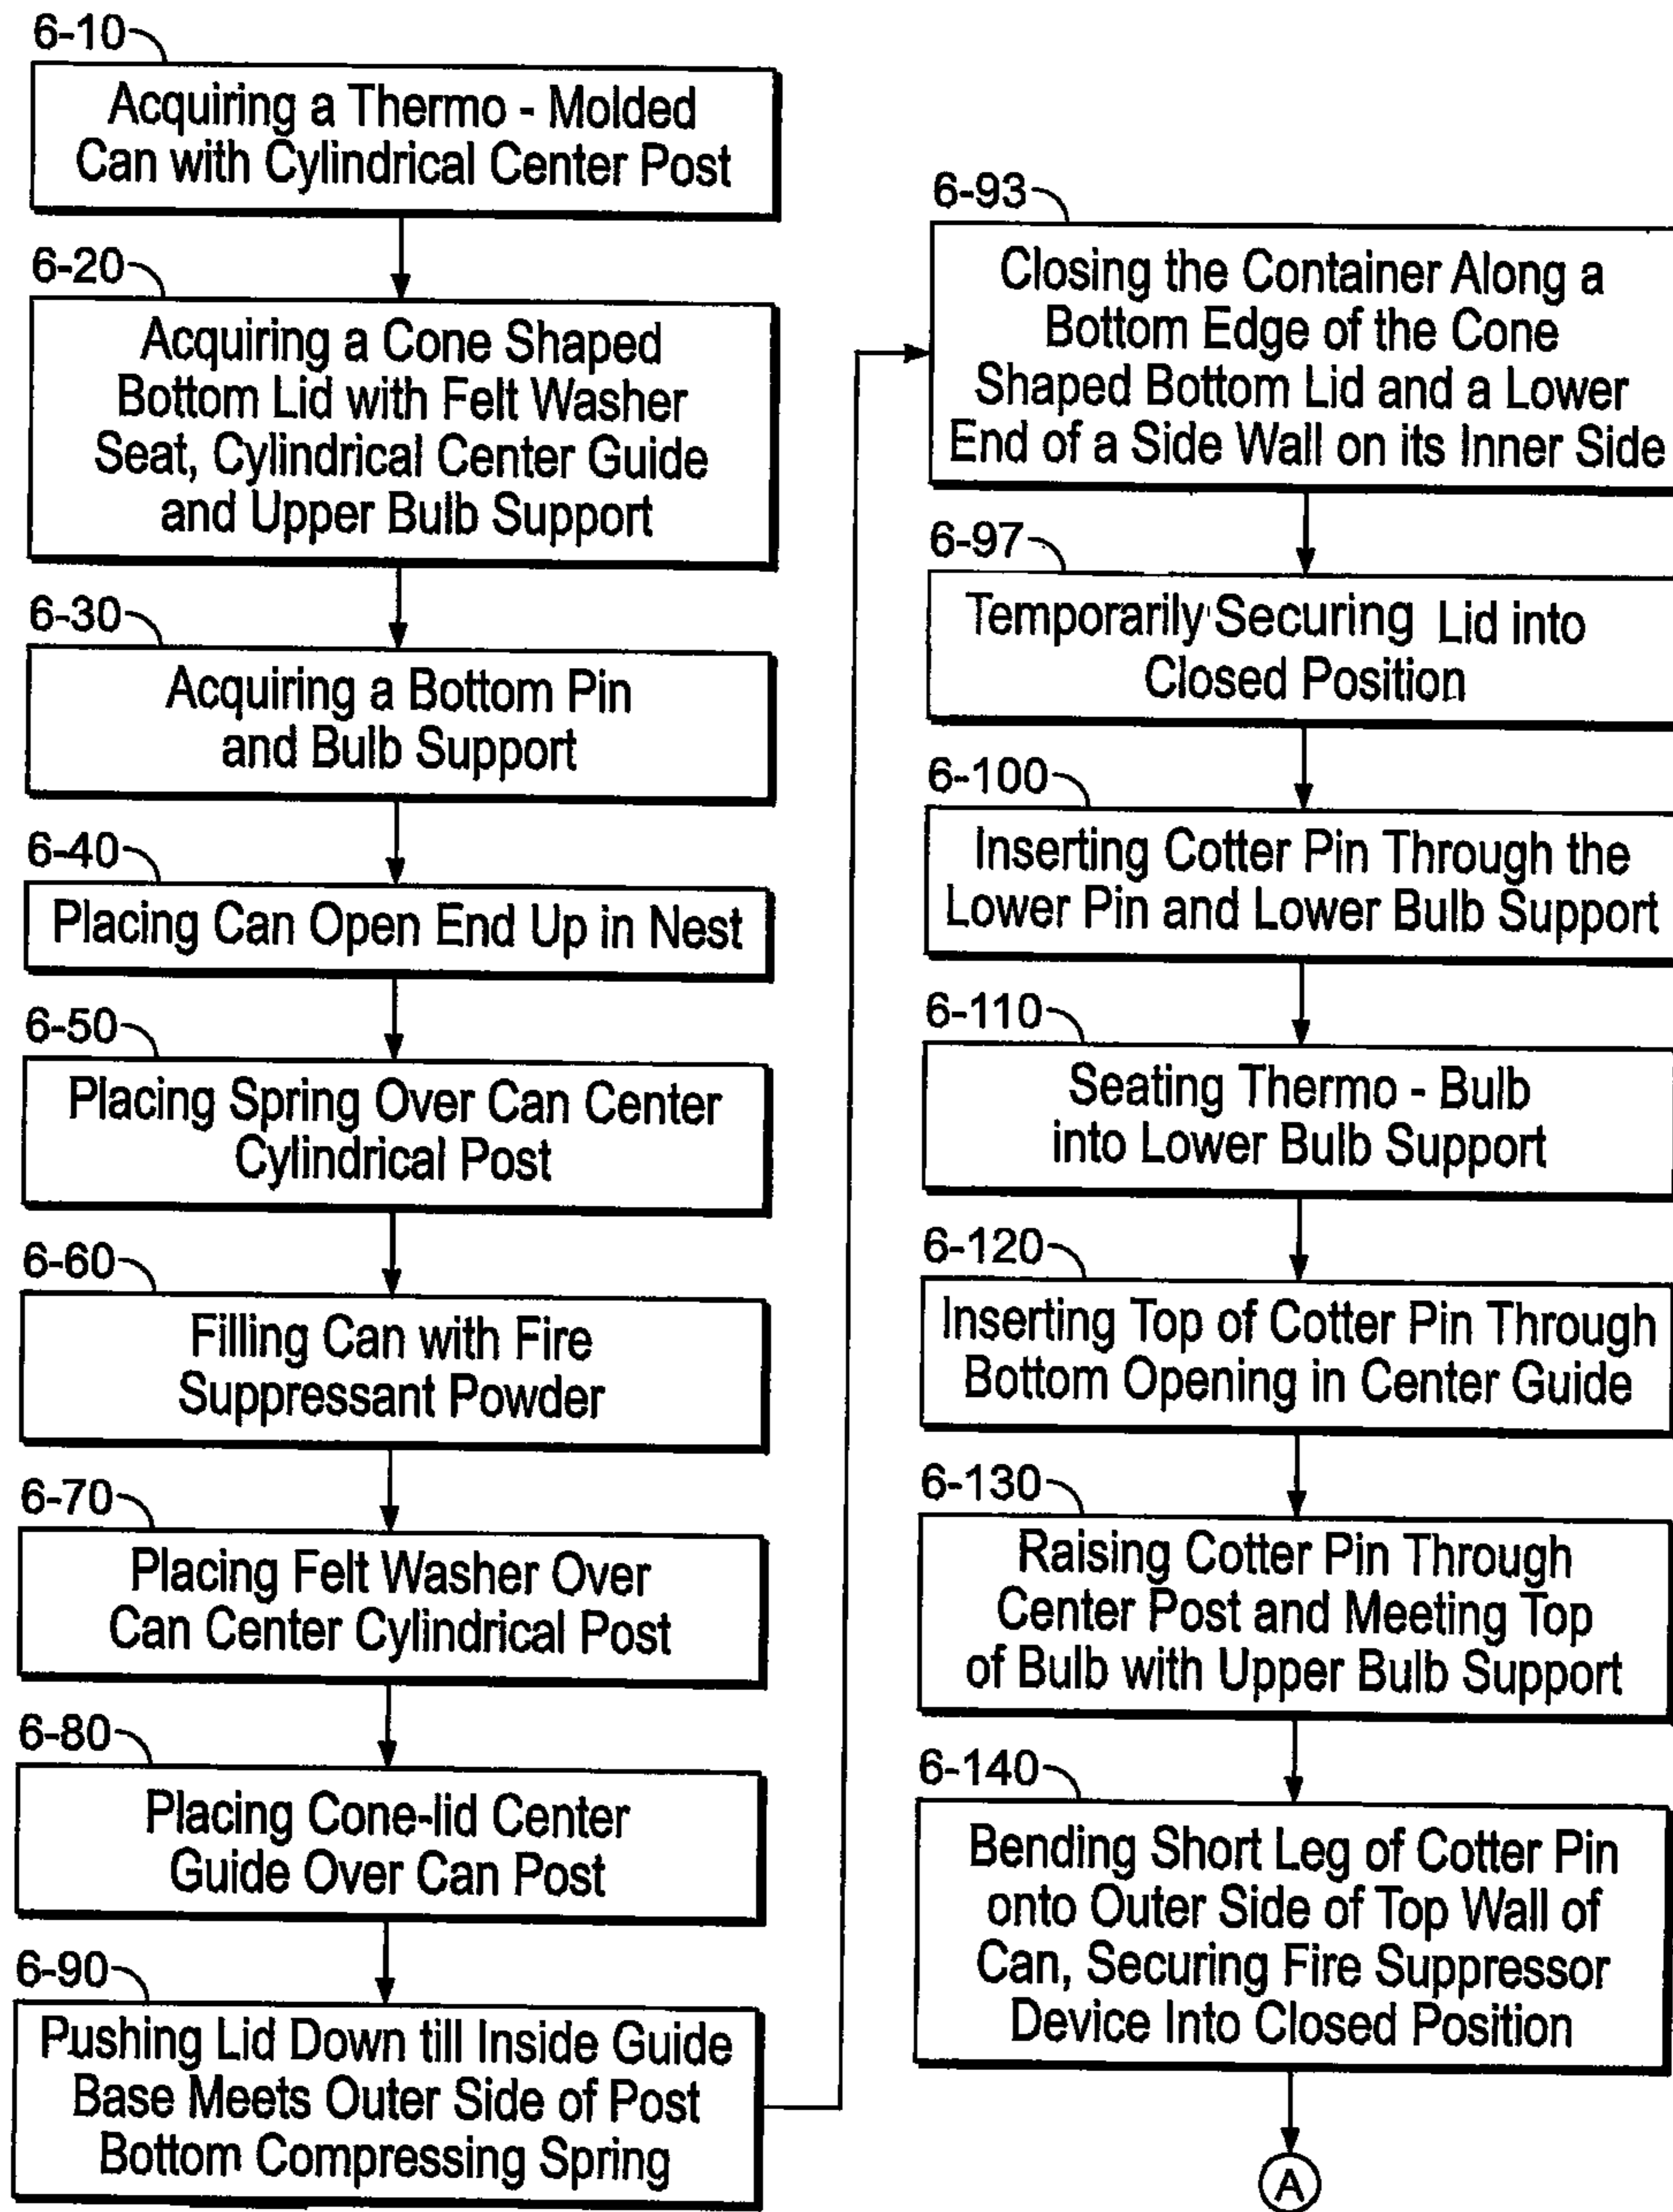 6-10
Acquiring a Thermo - Molded
Can with Cylindrical Center Post
6-20
Acquiring a Cone Shaped
Bottom Lid with Felt Washer
Seat, Cylindrical Center Guide
and Upper Bulb Support
6-30
Acquiring a Bottom Pin
and Bulb Support
6-40
Placing Can Open End Up in Nest
6-50
Placing Spring Over Can Center
Cylindrical Post
6-60
Filling Can with Fire
Suppressant Powder
6-70
Placing Felt Washer Over
Can Center Cylindrical Post
6-80
Placing Cone-lid Center
Guide Over Can Post
6-90
Pushing Lid Down till Inside Guide
Base Meets Outer Side of Post
Bottom Compressing Spring
6-93
Closing the Container Along a
Bottom Edge of the Cone
Shaped Bottom Lid and a Lower
End of a Side Wall on its Inner Side
6-97
Temporarily Securing Lid into
Closed Position
6-100
Inserting Cotter Pin Through the
Lower Pin and Lower Bulb Support
6-110
Seating Thermo - Bulb
into Lower Bulb Support
6-120
Inserting Top of Cotter Pin Through
Bottom Opening in Center Guide
6-130
Raising Cotter Pin Through
Center Post and Meeting Top
of Bulb with Upper Bulb Support
6-140
Bending Short Leg of Cotter Pin
onto Outer Side of Top Wall of
Can, Securing Fire Suppressor
Device Into Closed Position
A